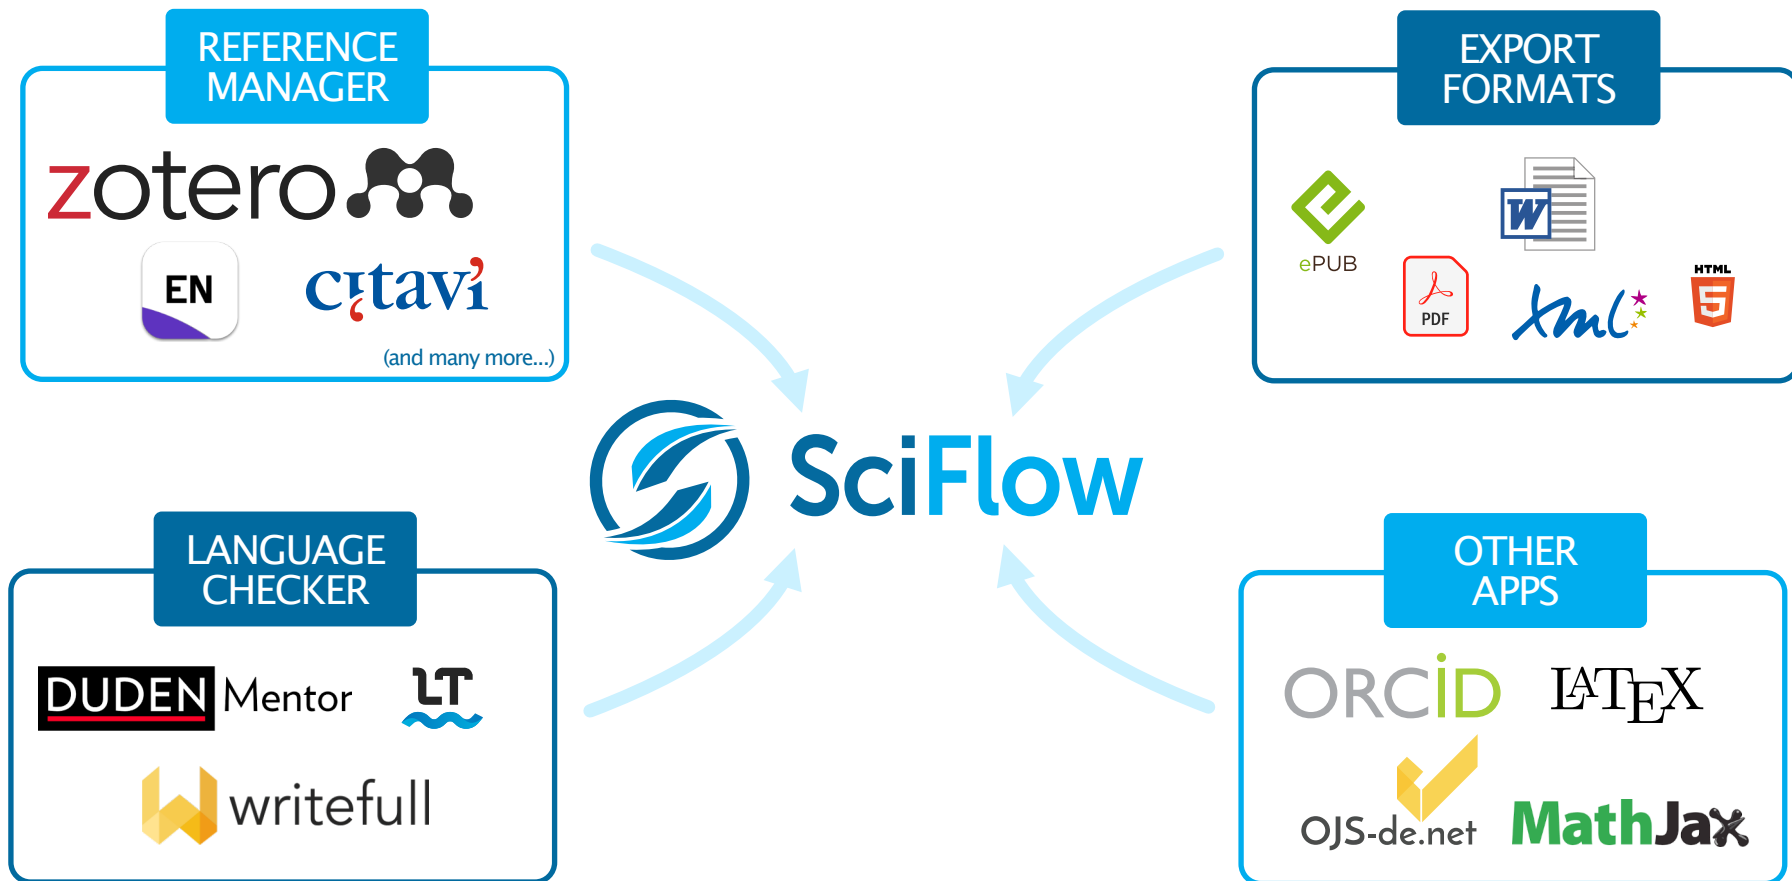 REFERENCE
MANAGER
zotero
EN
citavi
(and many more...)
EXPORT
FORMATS
ePUB
W
PDF
xml
HTML
5
SciFlow
LANGUAGE
CHECKER
DUDEN Mentor
LT
writefull
OTHER
APPS
ORCiD
LATEX
OJS-de.net
MathJax